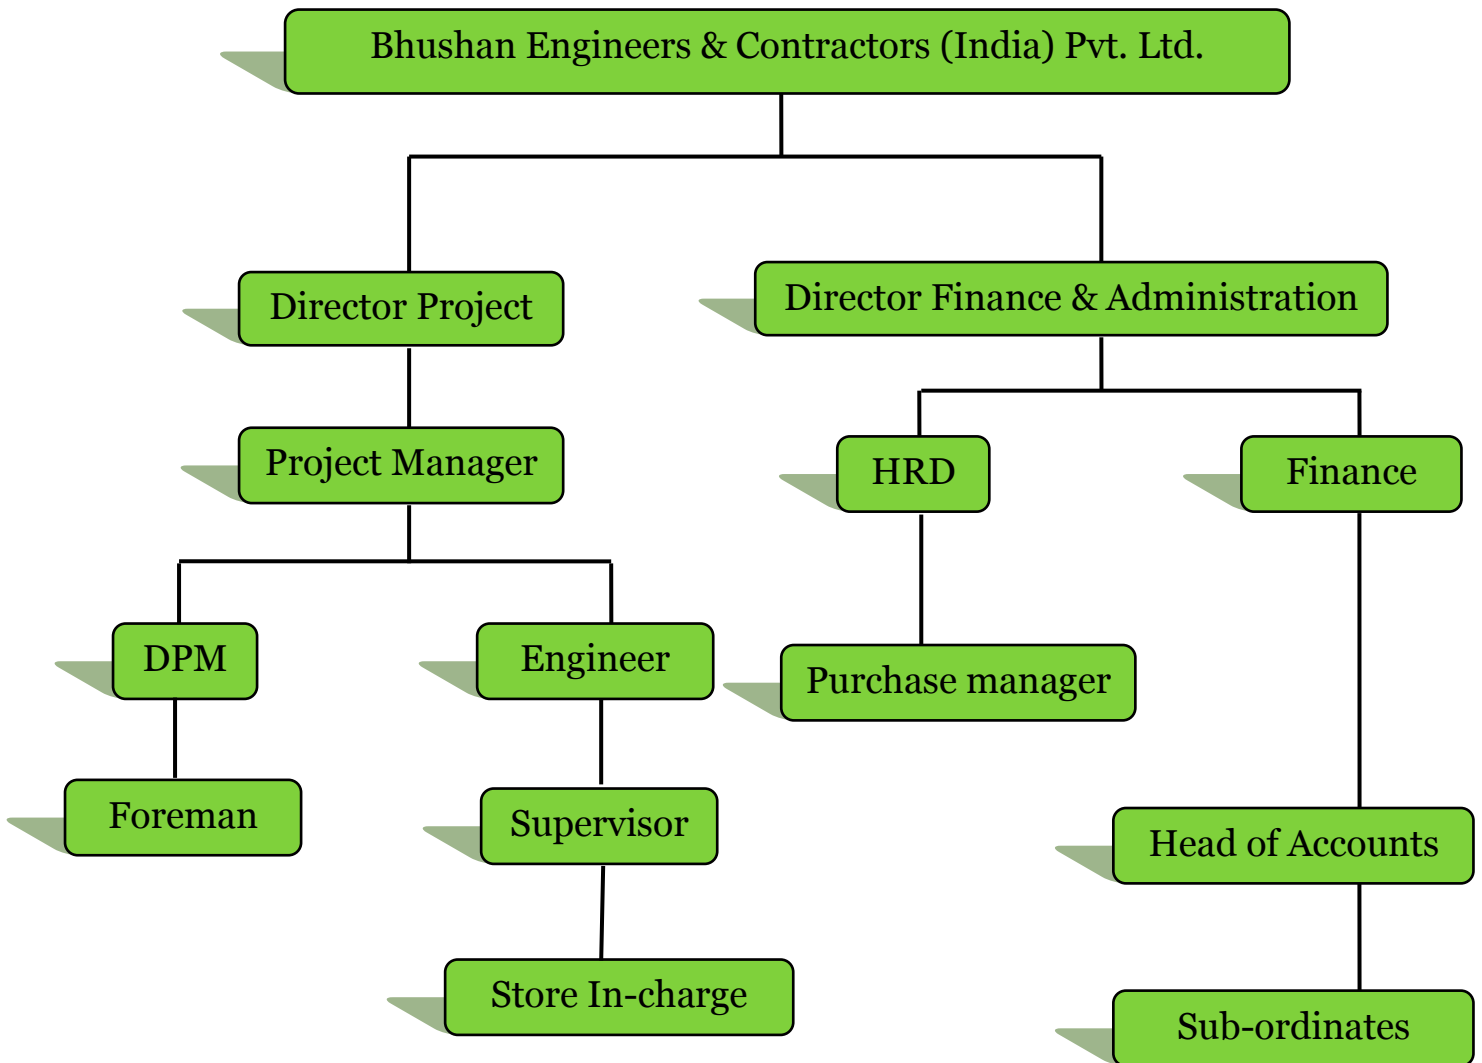 Bhushan Engineers & Contractors (India) Pvt. Ltd.
Director Project
Director Finance & Administration
Project Manager
HRD
Finance
DPM
Engineer
Purchase manager
Foreman
Supervisor
Head of Accounts
Store In-charge
Sub-ordinates